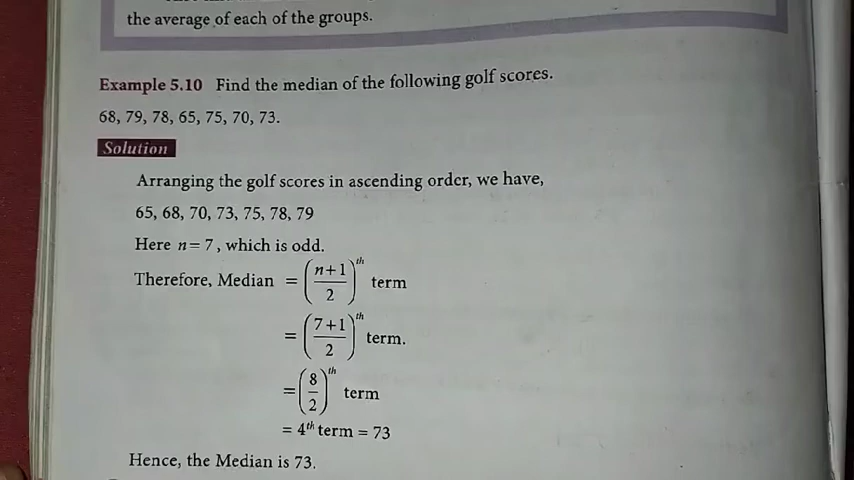 the average of each of the groups.
Example 5.10 Find the median of the following golf scores.
68, 79, 78, 65, 75, 70, 73.
Solution
Arranging the golf scores in ascending order, we have,
65, 68, 70, 73, 75, 78, 79
Here n = 7, which is odd.
Therefore, Median = ((n+1)/2)^th term
= ((7+1)/2)^th term.
= (8/2)^th term
= 4^th term = 73
Hence, the Median is 73.